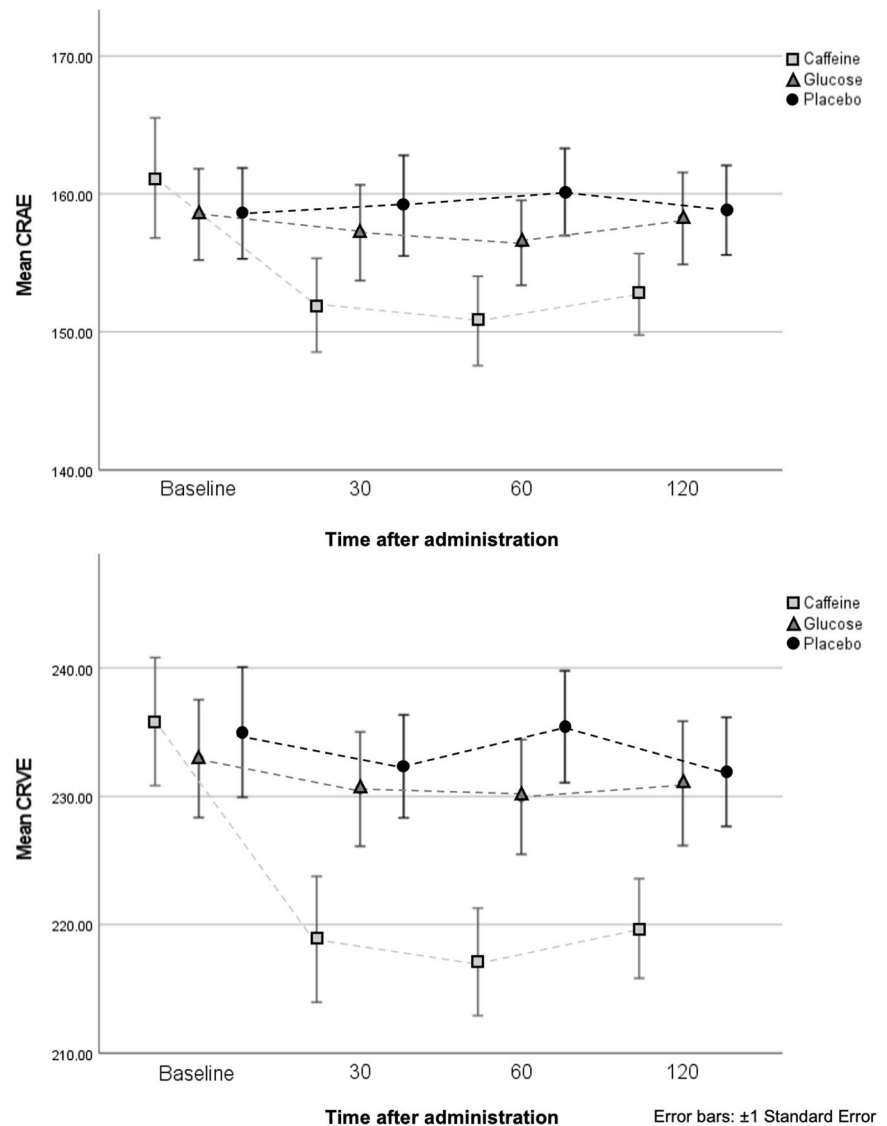 170.00
Caffeine
Glucose
Placebo
160.00
Mean CRAE
150.00
140.00
Baseline 30 60 120
Time after administration
Caffeine
Glucose
Placebo
240.00
230.00
Mean CRVE
220.00
210.00
Baseline 30 60 120
Time after administration Error bars: ±1 Standard Error